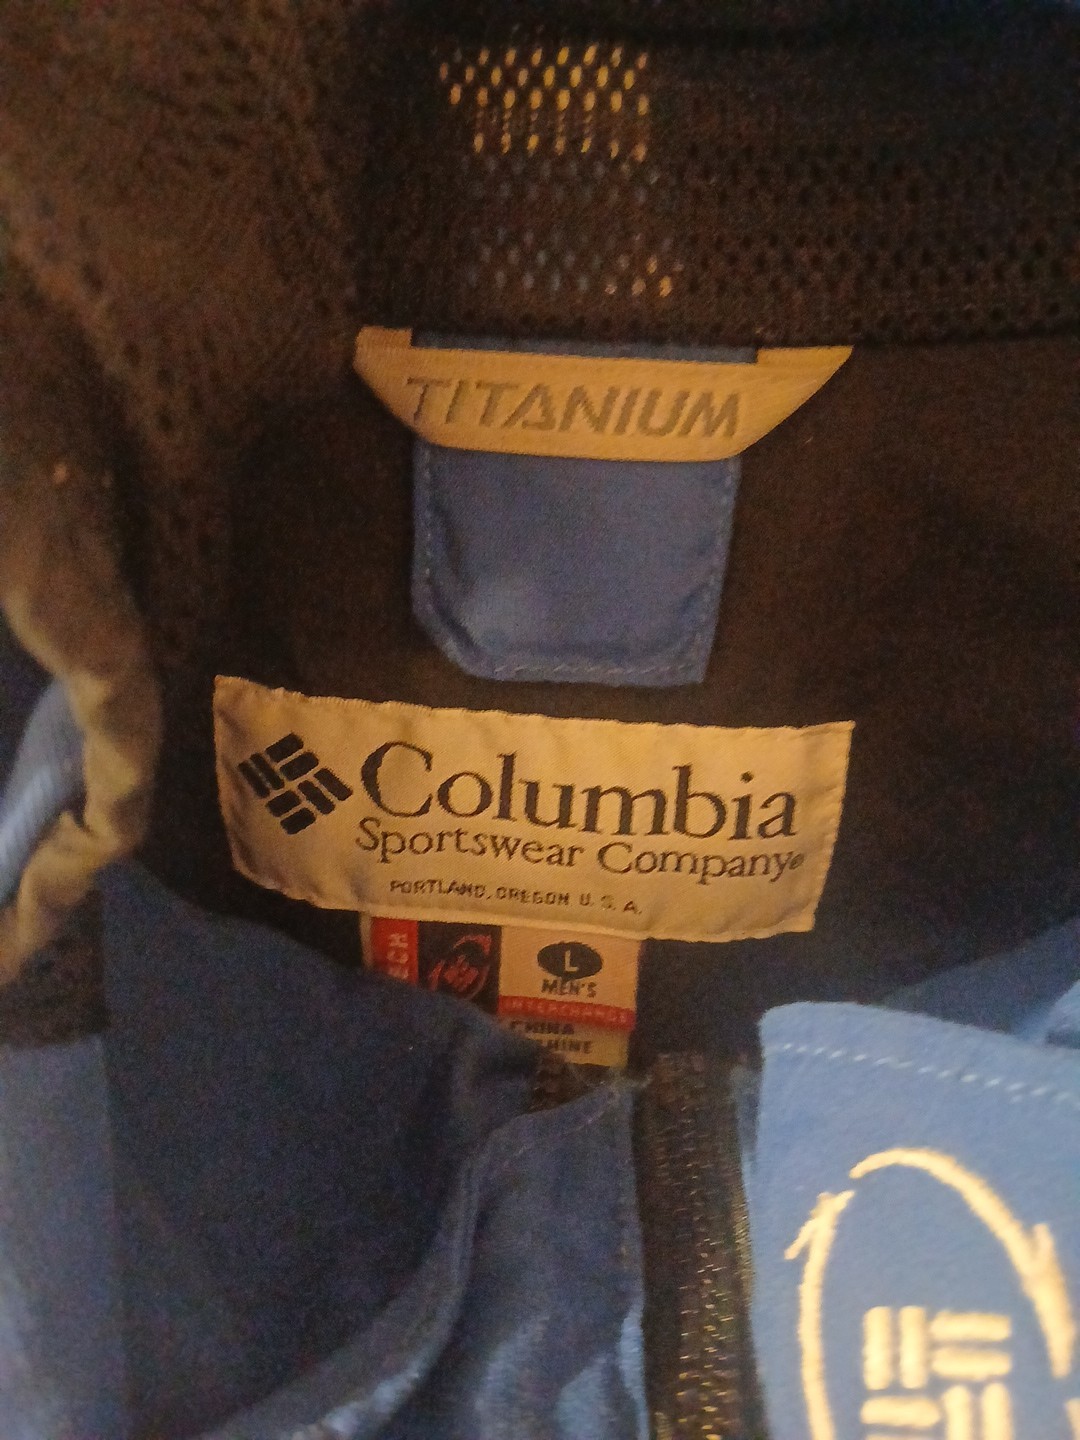 TITANIUM
Columbia
Sportswear Company®
PORTLAND, OREGON U.S.A.
L
MEN'S
INTERCHANGE
CHINA